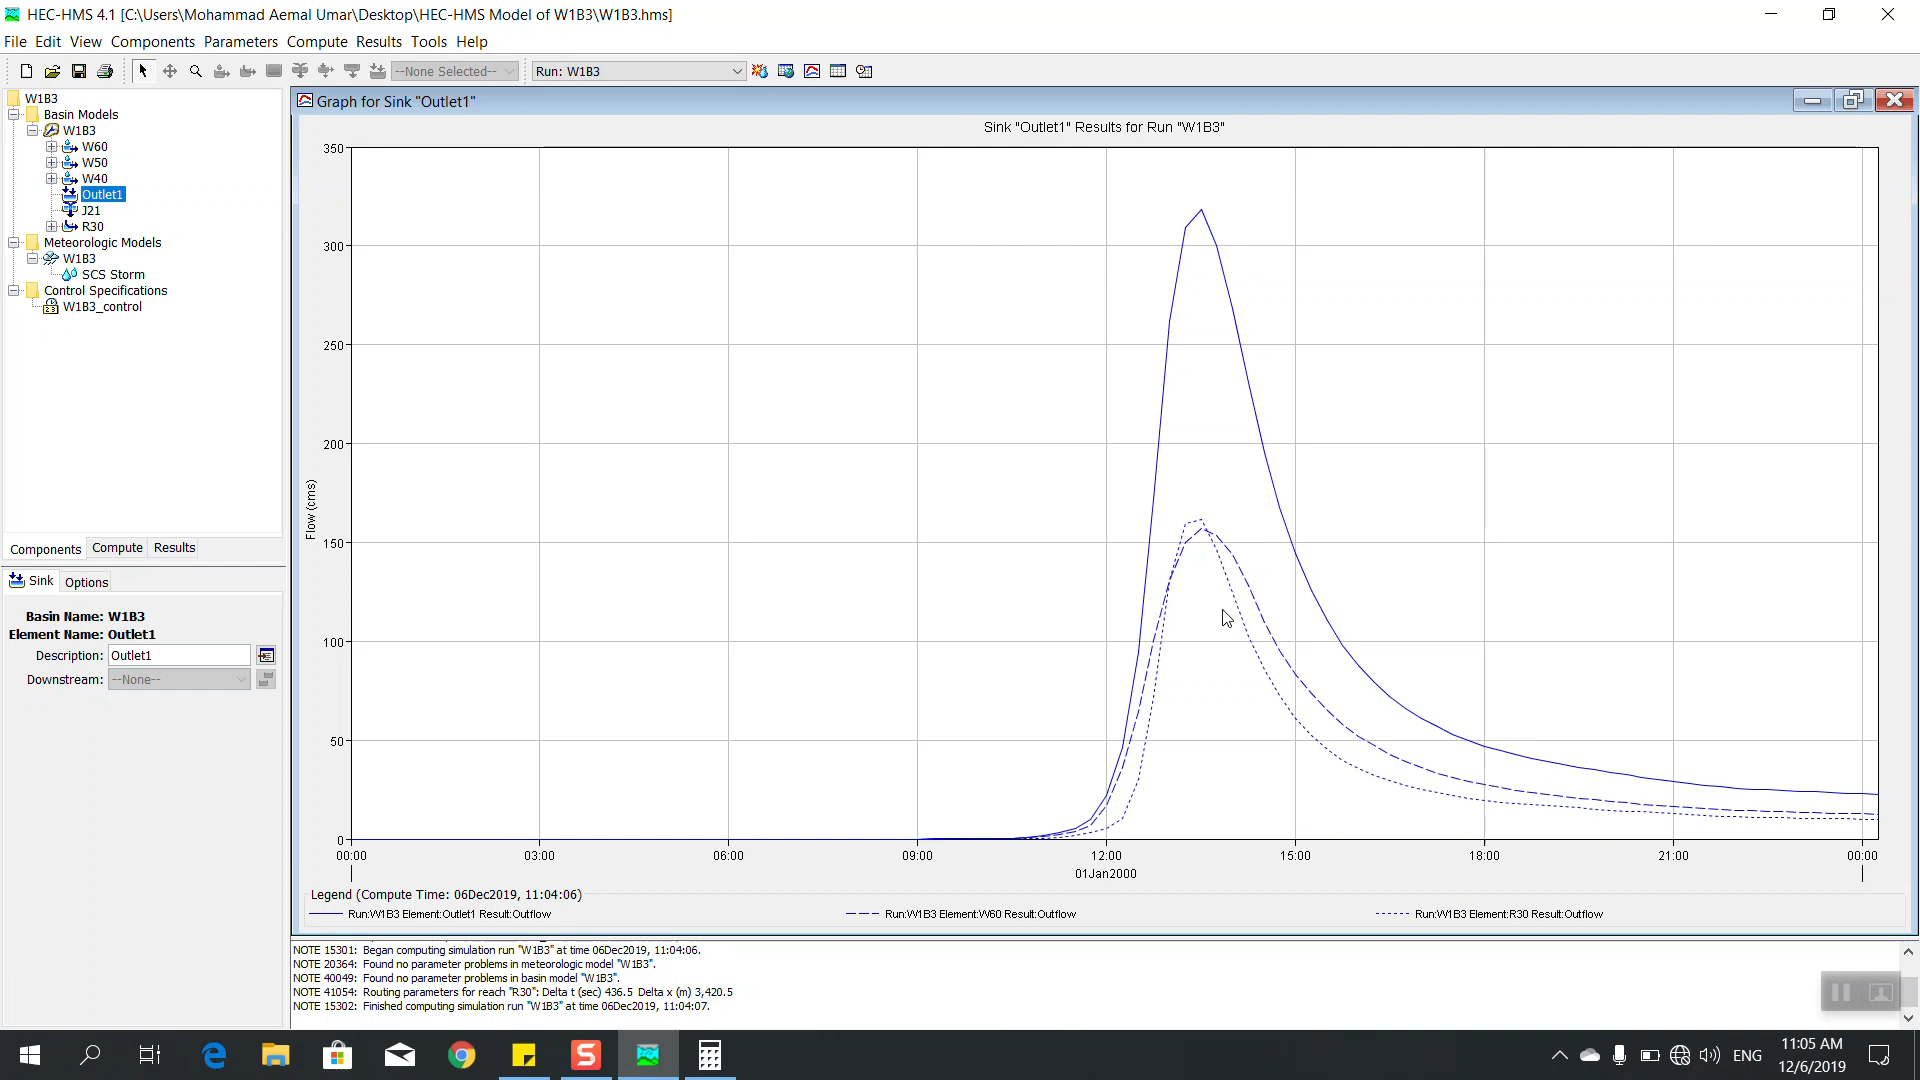 HEC-HMS 4.1 [C:\Users\Mohammad Aemal Umar\Desktop\HEC-HMS Model of W1B3\W1B3.hms]
File Edit View Components Parameters Compute Results Tools Help
--None Selected-- Run: W1B3
W1B3
Basin Models
W1B3
W60
W50
W40
Outlet1
J21
R30
Meteorologic Models
W1B3
SCS Storm
Control Specifications
W1B3_control
Components Compute Results
Sink Options
Basin Name: W1B3
Element Name: Outlet1
Description: Outlet1
Downstream: --None--
Graph for Sink "Outlet1"
Sink "Outlet1" Results for Run "W1B3"
350
300
250
200
150
100
50
0
Flow (cms)
00:00 03:00 06:00 09:00 12:00 15:00 18:00 21:00 00:00
01Jan2000
Legend (Compute Time: 06Dec2019, 11:04:06)
Run:W1B3 Element:Outlet1 Result:Outflow Run:W1B3 Element:W60 Result:Outflow Run:W1B3 Element:R30 Result:Outflow
NOTE 15301: Began computing simulation run "W1B3" at time 06Dec2019, 11:04:06.
NOTE 20364: Found no parameter problems in meteorologic model "W1B3".
NOTE 40049: Found no parameter problems in basin model "W1B3".
NOTE 41054: Routing parameters for reach "R30": Delta t (sec) 436.5 Delta x (m) 3,420.5
NOTE 15302: Finished computing simulation run "W1B3" at time 06Dec2019, 11:04:07.
ENG
11:05 AM
12/6/2019